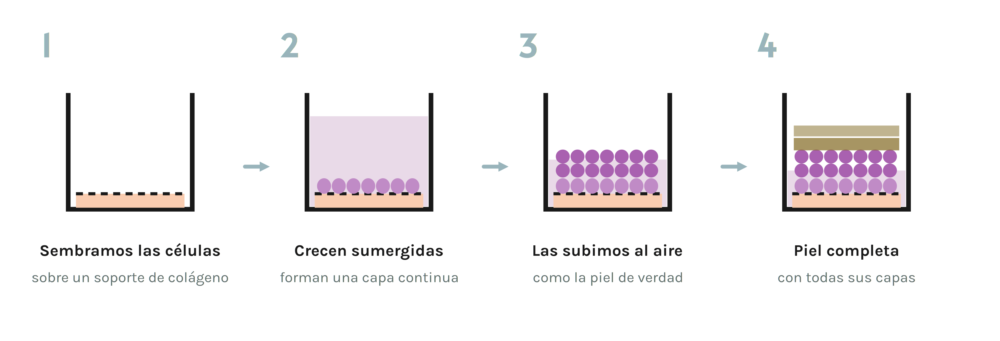 1
2
3
4
Sembramos las células
sobre un soporte de colágeno
Crecen sumergidas
forman una capa continua
Las subimos al aire
como la piel de verdad
Piel completa
con todas sus capas